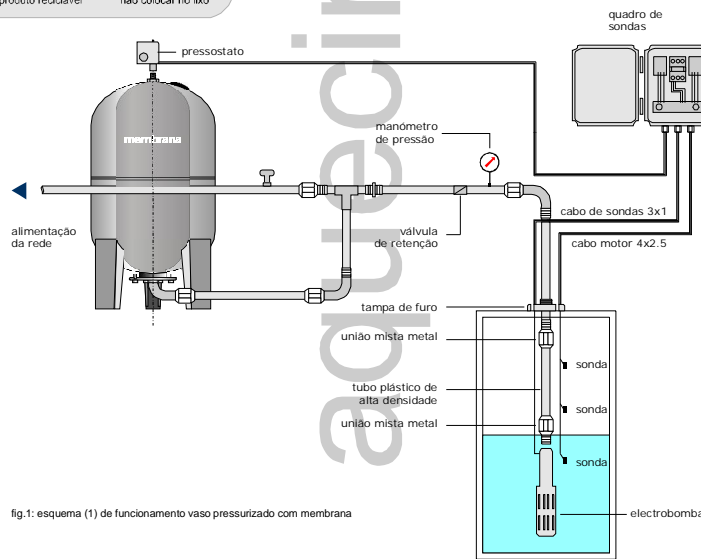 produto reciclável
não colocar no lixo
quadro de
sondas
pressostato
membrana
manómetro
de pressão
alimentação
da rede
válvula
de retenção
cabo de sondas 3x1
cabo motor 4x2.5
tampa de furo
união mista metal
sonda
tubo plástico de
alta densidade
sonda
união mista metal
sonda
electrobomba
fig.1: esquema (1) de funcionamento vaso pressurizado com membrana
aquecin